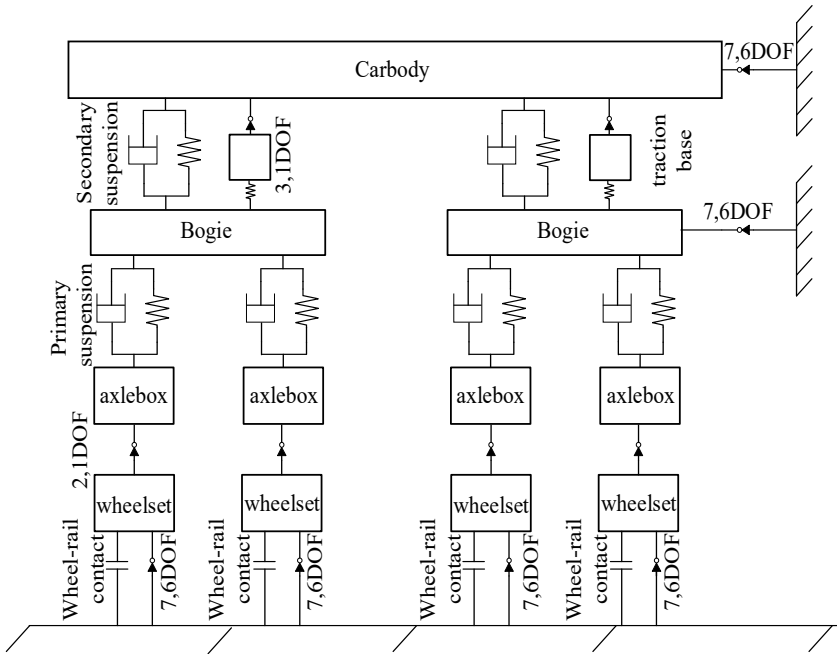 7,6DOF
Carbody
Secondary
suspension
3,1DOF
traction
base
7,6DOF
Bogie
Bogie
Primary
suspension
axlebox
axlebox
axlebox
axlebox
2,1DOF
wheelset
wheelset
wheelset
wheelset
Wheel-rail
contact
7,6DOF
Wheel-rail
contact
7,6DOF
Wheel-rail
contact
7,6DOF
Wheel-rail
contact
7,6DOF